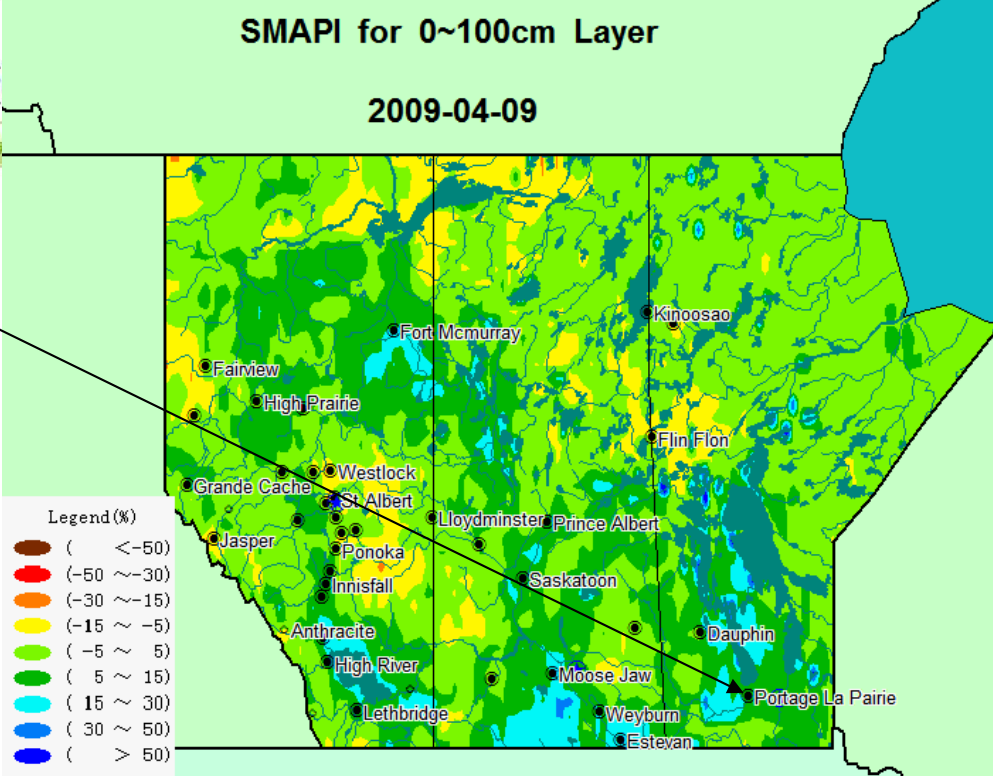 SMAPI for 0~100cm Layer
2009-04-09
Kinoosao
Fort Mcmurray
Fairview
High Prairie
Flin Flon
Westlock
Grande Cache
St Albert
Lloydminster
Prince Albert
Jasper
Ponoka
Saskatoon
Innisfall
Anthracite
Dauphin
High River
Moose Jaw
Portage La Pairie
Lethbridge
Weyburn
Estevan
Legend(%)
( <-50)
(-50 ~-30)
(-30 ~-15)
(-15 ~ -5)
( -5 ~ 5)
( 5 ~ 15)
( 15 ~ 30)
( 30 ~ 50)
( > 50)